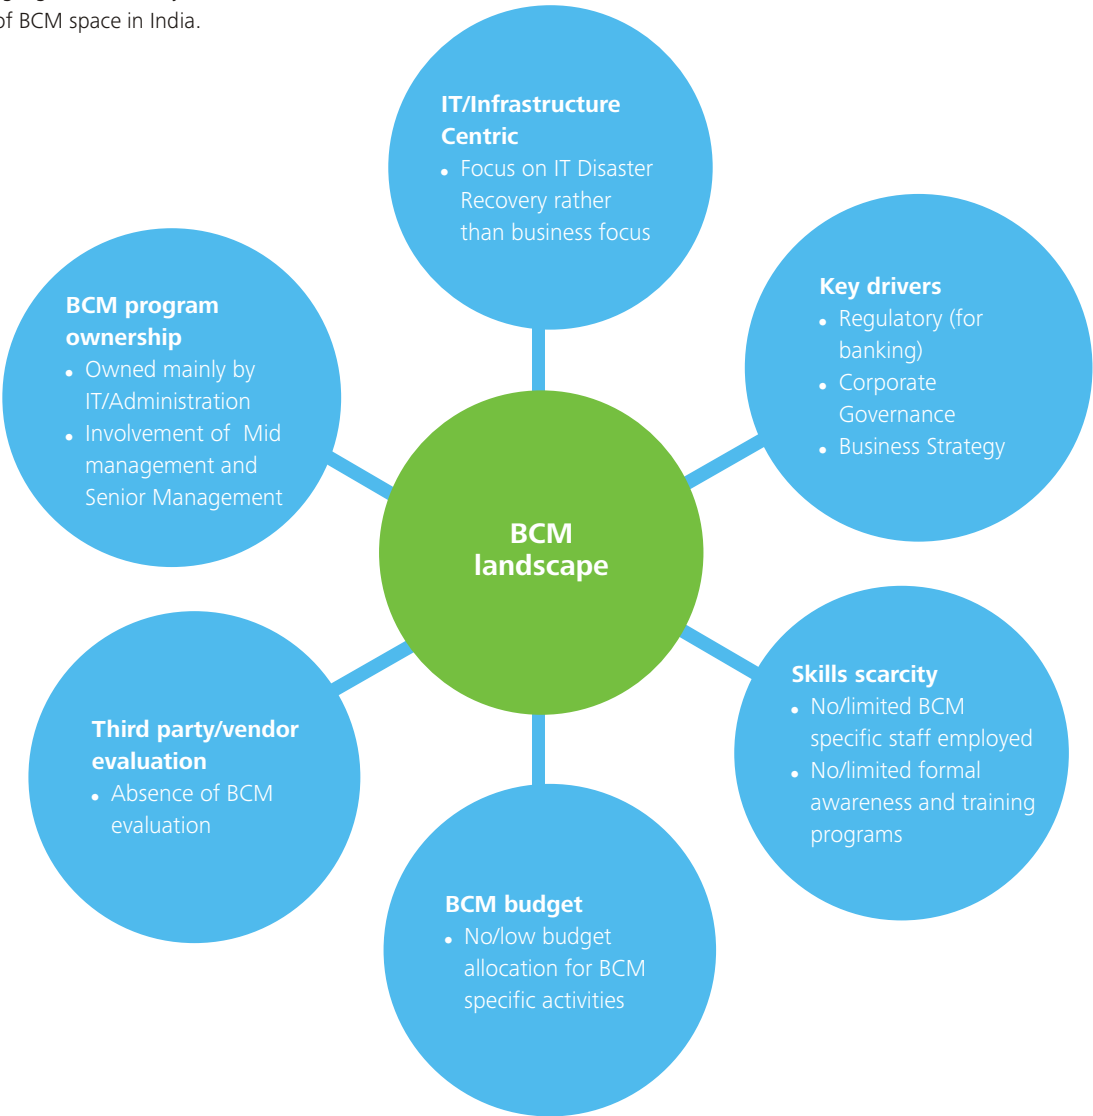 of BCM space in India.
IT/Infrastructure
Centric
• Focus on IT Disaster
Recovery rather
than business focus
Key drivers
• Regulatory (for
banking)
• Corporate
Governance
• Business Strategy
BCM program
ownership
• Owned mainly by
IT/Administration
• Involvement of  Mid
management and
Senior Management
BCM
landscape
Skills scarcity
• No/limited BCM
specific staff employed
• No/limited formal
awareness and training
programs
Third party/vendor
evaluation
• Absence of BCM
evaluation
BCM budget
• No/low budget
allocation for BCM
specific activities